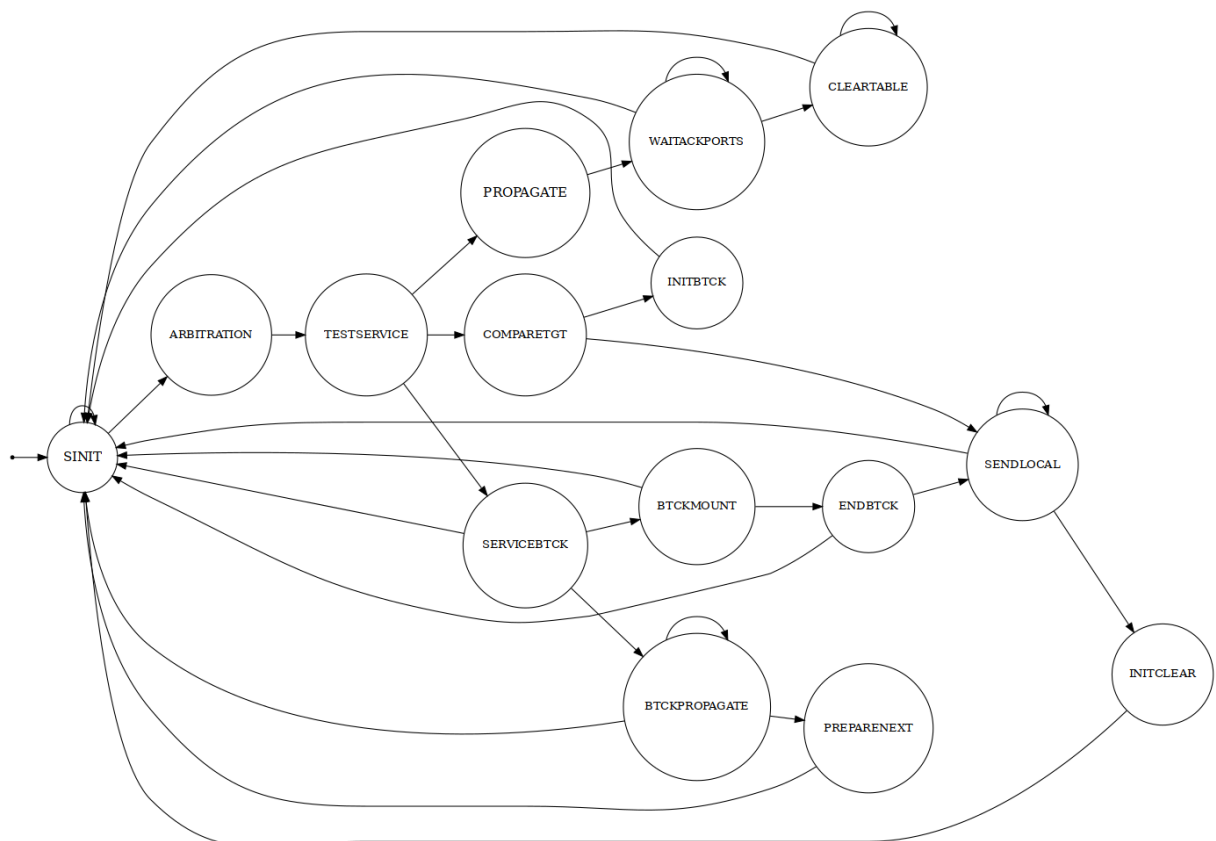 CLEARTABLE
WAITACKPORTS
PROPAGATE
INITBTCK
ARBITRATION
TESTSERVICE
COMPARETGT
SINIT
SENDLOCAL
BTCKMOUNT
ENDBTCK
SERVICEBTCK
INITCLEAR
BTCKPROPAGATE
PREPARENEXT